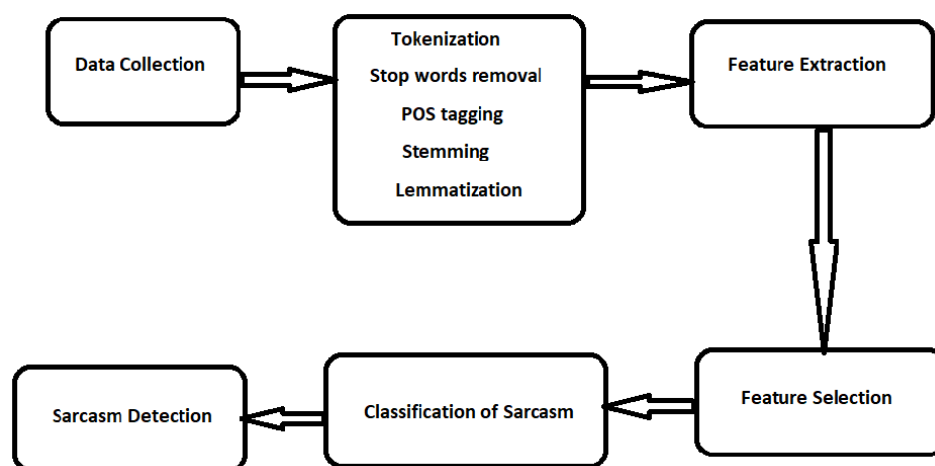 Data Collection
Tokenization
Stop words removal
POS tagging
Stemming
Lemmatization
Feature Extraction
Feature Selection
Classification of Sarcasm
Sarcasm Detection